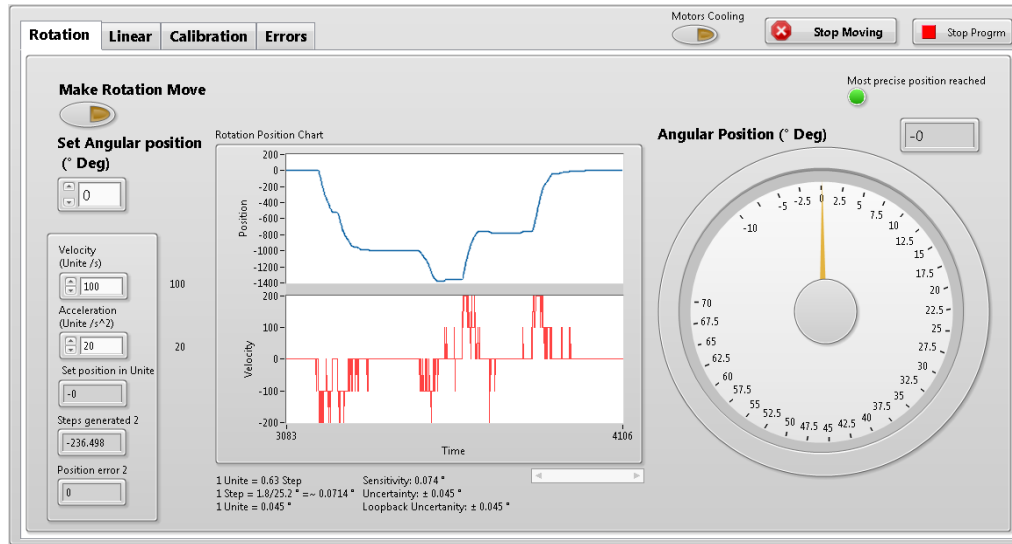 Motors Cooling
Rotation Linear Calibration Errors
Stop Moving
Stop Progrm
Make Rotation Move
Most precise position reached
Set Angular position
(° Deg)
0
Rotation Position Chart
Angular Position (° Deg)
-0
Velocity
(Unite /s)
100
100
Acceleration
(Unite /s^2)
20
20
Set position in Unite
-0
Steps generated 2
-236.498
Position error 2
0
Position
200
0
-200
-400
-600
-800
-1000
-1200
-1400
Velocity
200
100
0
-100
-200
3083
4106
Time
1 Unite = 0.63 Step
1 Step = 1.8/25.2 ° =~ 0.0714 °
1 Unite = 0.045 °
Sensitivity: 0.074 °
Uncertainty: ± 0.045 °
Loopback Uncertanity: ± 0.045 °
-10
-5
-2.5
0
2.5
5
7.5
10
12.5
15
17.5
20
22.5
25
27.5
30
32.5
35
37.5
40
42.5
45
47.5
50
52.5
55
57.5
60
62.5
65
67.5
70